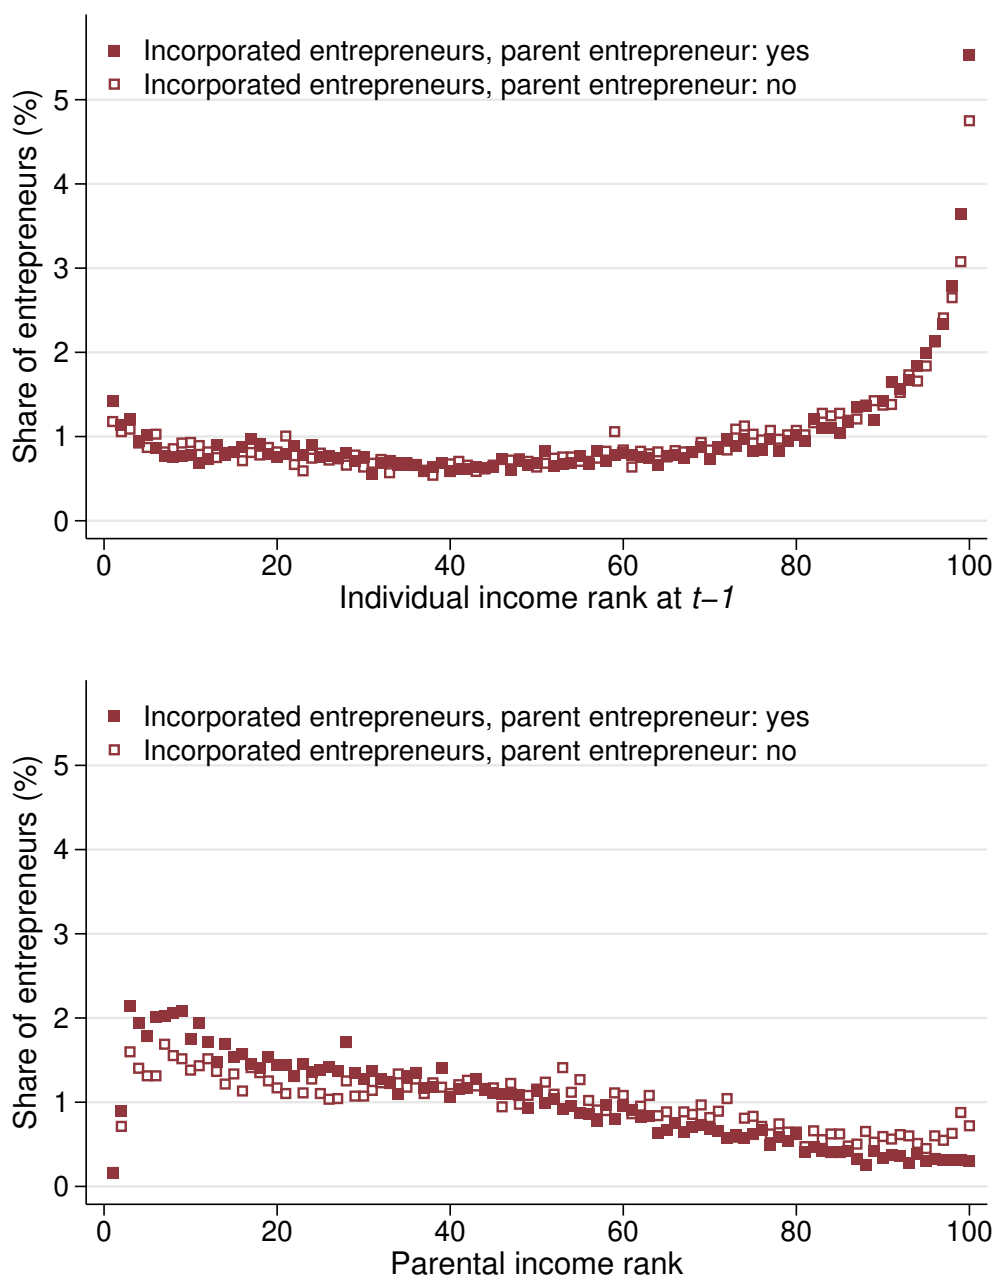 Incorporated entrepreneurs, parent entrepreneur: yes
Incorporated entrepreneurs, parent entrepreneur: no
Share of entrepreneurs (%)
5
4
3
2
1
0
0 20 40 60 80 100
Individual income rank at t−1
Incorporated entrepreneurs, parent entrepreneur: yes
Incorporated entrepreneurs, parent entrepreneur: no
Share of entrepreneurs (%)
5
4
3
2
1
0
0 20 40 60 80 100
Parental income rank